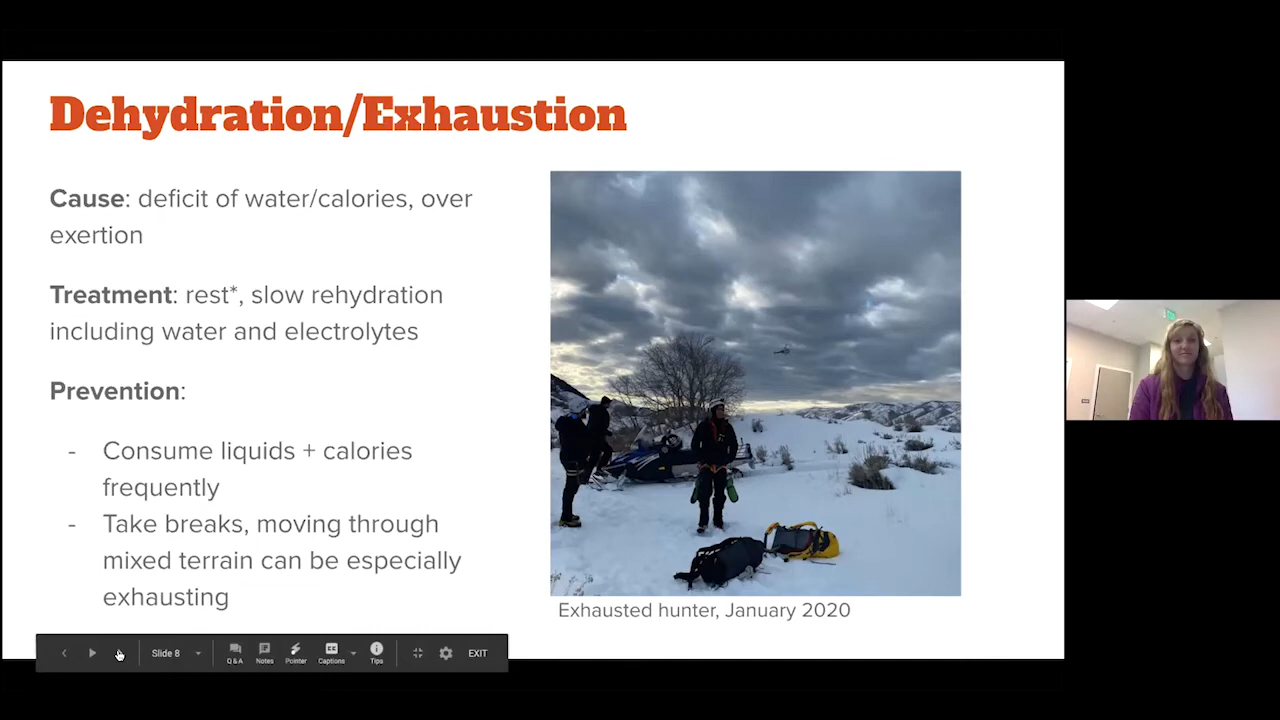 Dehydration/Exhaustion
Cause: deficit of water/calories, over
exertion
Treatment: rest*, slow rehydration
including water and electrolytes
Prevention:
- Consume liquids + calories
frequently
- Take breaks, moving through
mixed terrain can be especially
exhausting
Exhausted hunter, January 2020
Slide 8
Q&A
Notes
Pointer
Captions
Tips
EXIT